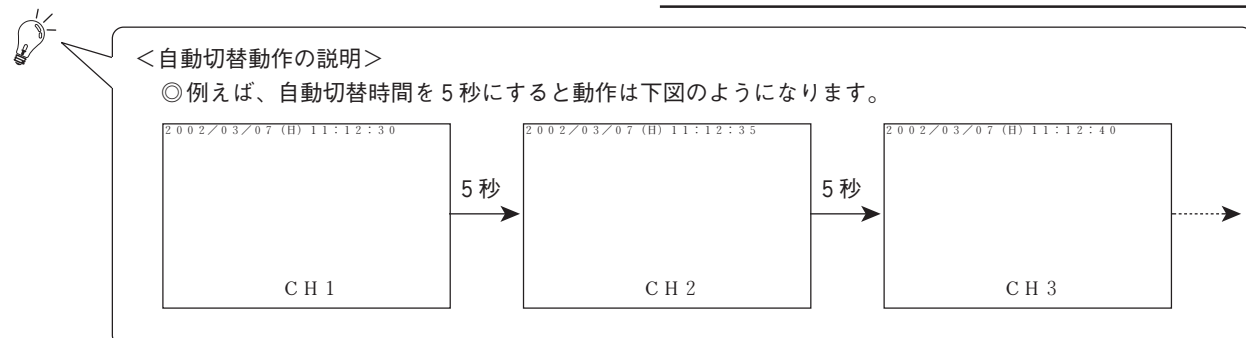 ＜自動切替動作の説明＞
◎例えば、自動切替時間を５秒にすると動作は下図のようになります。
２００２／０３／０７（日）１１：１２：３０
２００２／０３／０７（日）１１：１２：３５
２００２／０３／０７（日）１１：１２：４０
５秒
５秒
ＣＨ１
ＣＨ２
ＣＨ３